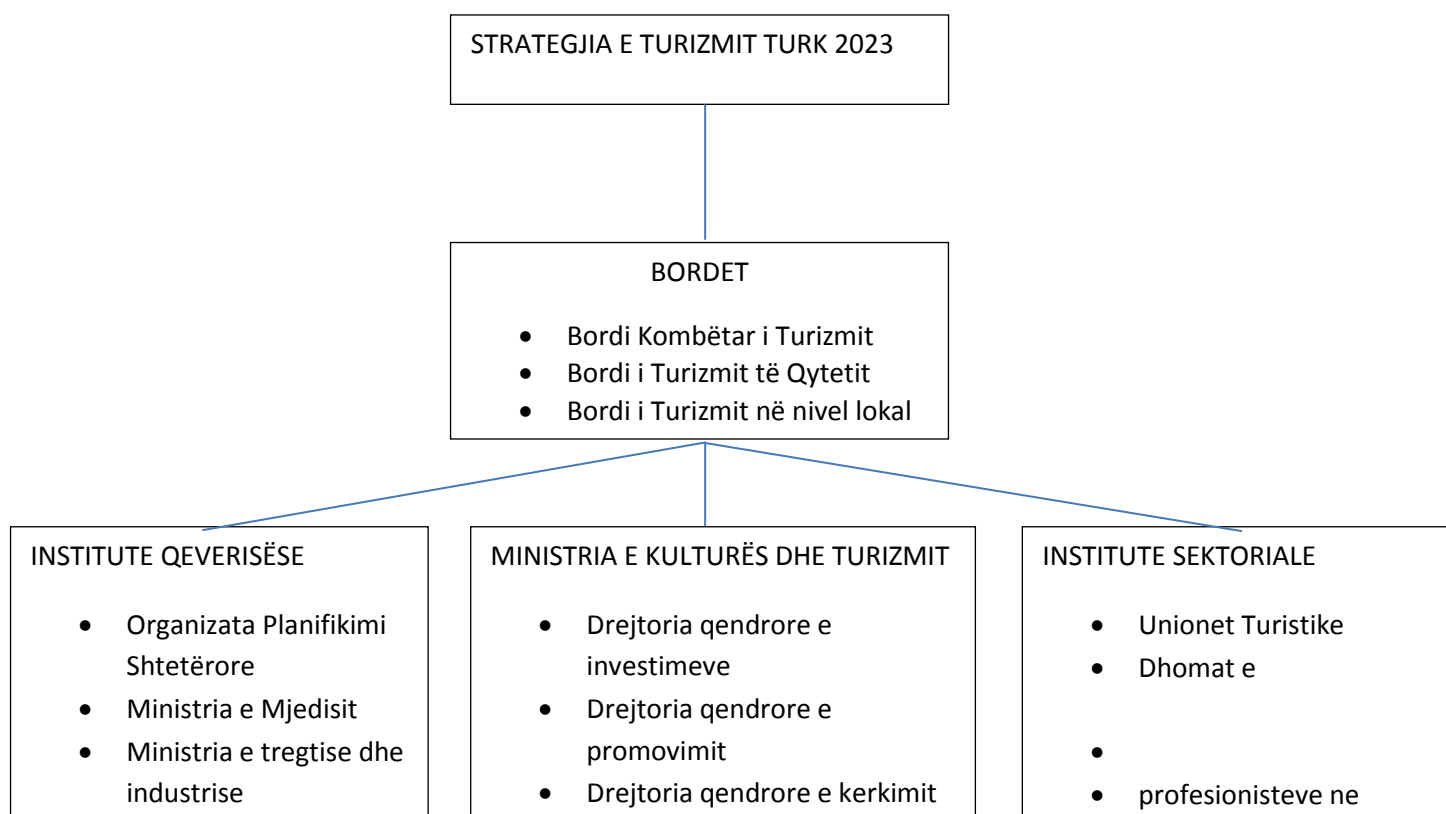 STRATEGJIA E TURIZMIT TURK 2023
BORDET
• Bordi Kombëtar i Turizmit
• Bordi i Turizmit të Qytetit
• Bordi i Turizmit në nivel lokal
INSTITUTE QEVERISËSE
• Organizata Planifikimi
Shtetërore
• Ministria e Mjedisit
• Ministria e tregtise dhe
industrise
MINISTRIA E KULTURËS DHE TURIZMIT
• Drejtoria qendrore e
investimeve
• Drejtoria qendrore e
promovimit
• Drejtoria qendrore e kerkimit
INSTITUTE SEKTORIALE
• Unionet Turistike
• Dhomat e
•
• profesionisteve ne